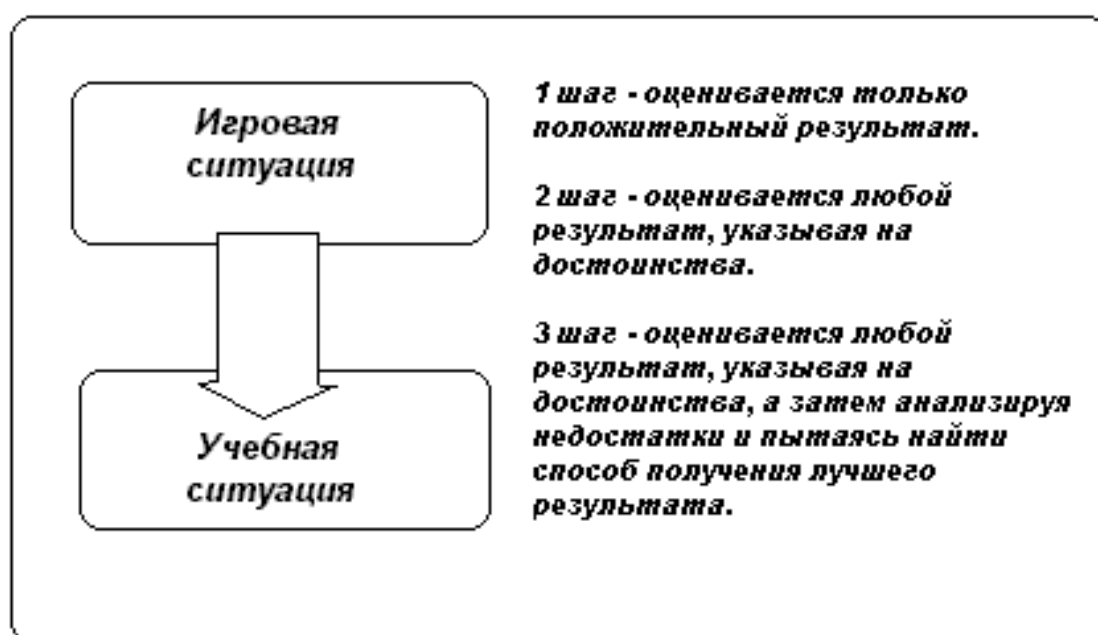 Игровая
ситуация
Учебная
ситуация
1 шаг - оценивается только
положительный результат.
2 шаг - оценивается любой
результат, указывая на
достоинства.
3 шаг - оценивается любой
результат, указывая на
достоинства, а затем анализируя
недостатки и пытаясь найти
способ получения лучшего
результата.